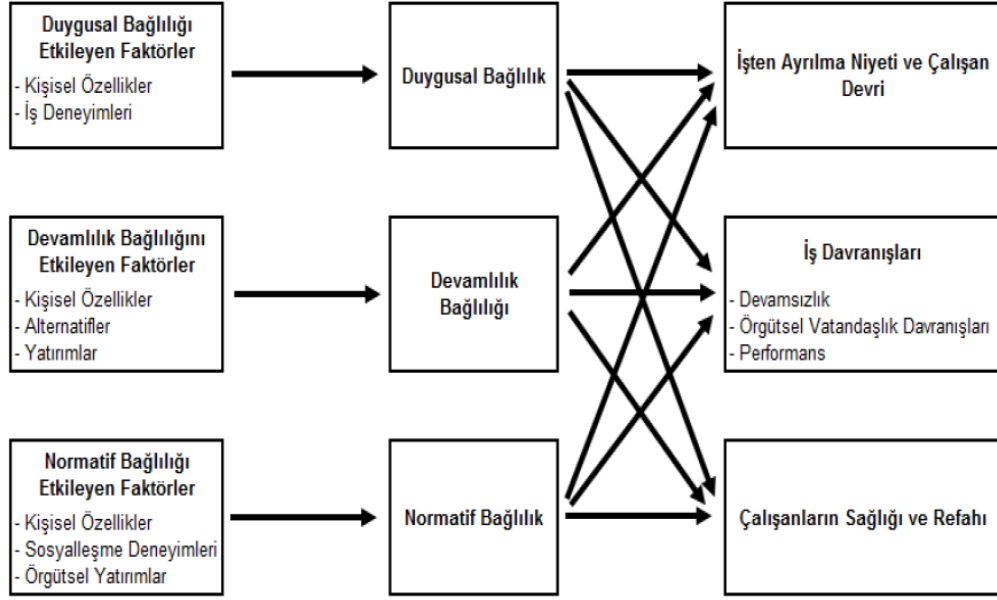 Duygusal Bağlılığı
Etkileyen Faktörler
- Kişisel Özellikler
- İş Deneyimleri
Duygusal Bağlılık
İşten Ayrılma Niyeti ve Çalışan
Devri
Devamlılık Bağlılığını
Etkileyen Faktörler
- Kişisel Özellikler
- Alternatifler
- Yatırımlar
Devamlılık
Bağlılığı
İş Davranışları
- Devamsızlık
- Örgütsel Vatandaşlık Davranışları
- Performans
Normatif Bağlılığı
Etkileyen Faktörler
- Kişisel Özellikler
- Sosyalleşme Deneyimleri
- Örgütsel Yatırımlar
Normatif Bağlılık
Çalışanların Sağlığı ve Refahı